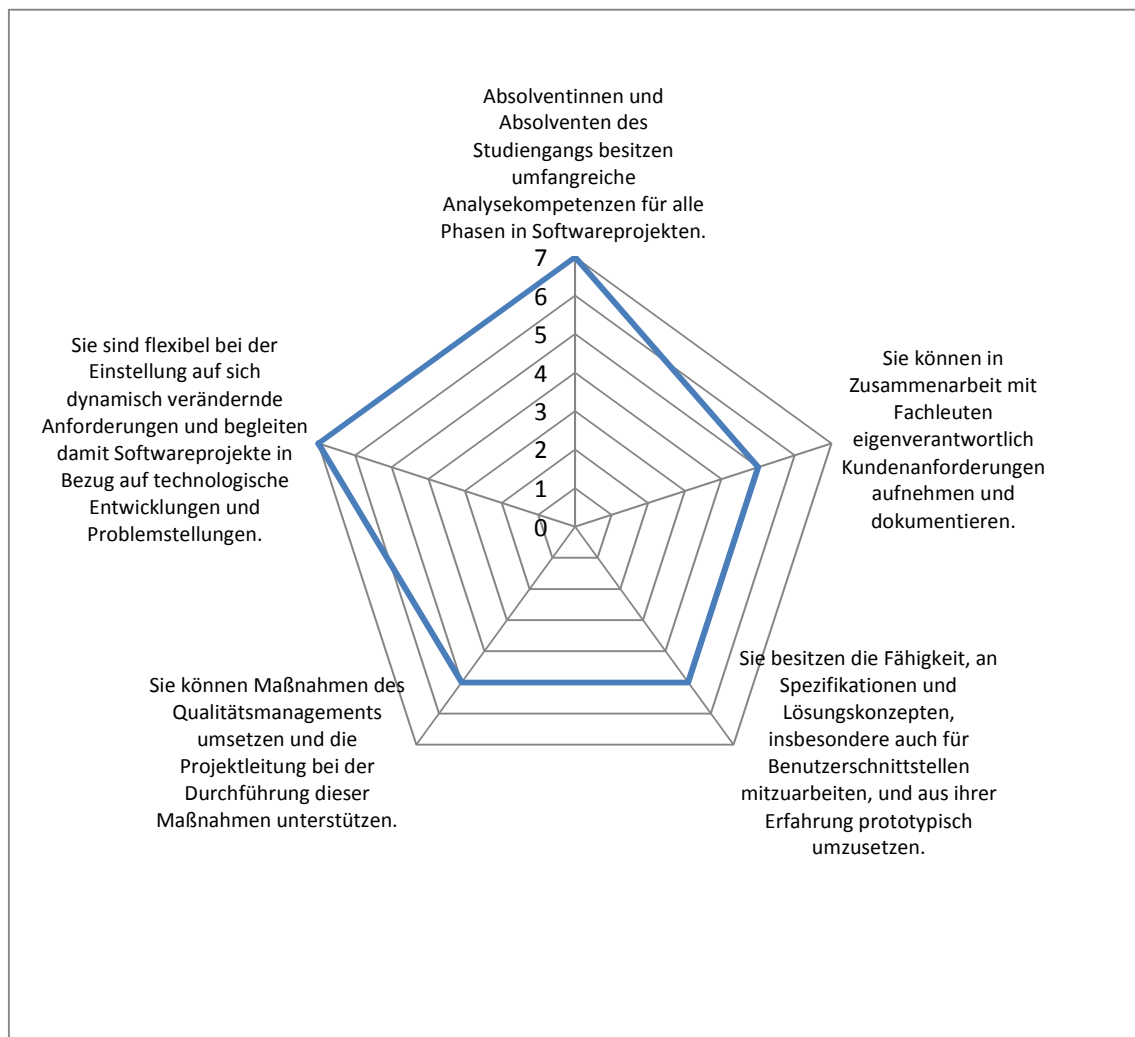 Absolventinnen und
Absolventen des
Studiengangs besitzen
umfangreiche
Analysekompetenzen für alle
Phasen in Softwareprojekten.
7
6
5
4
3
2
1
0
Sie können in
Zusammenarbeit mit
Fachleuten
eigenverantwortlich
Kundenanforderungen
aufnehmen und
dokumentieren.
Sie besitzen die Fähigkeit, an
Spezifikationen und
Lösungskonzepten,
insbesondere auch für
Benutzerschnittstellen
mitzuarbeiten, und aus ihrer
Erfahrung prototypisch
umzusetzen.
Sie können Maßnahmen des
Qualitätsmanagements
umsetzen und die
Projektleitung bei der
Durchführung dieser
Maßnahmen unterstützen.
Sie sind flexibel bei der
Einstellung auf sich
dynamisch verändernde
Anforderungen und begleiten
damit Softwareprojekte in
Bezug auf technologische
Entwicklungen und
Problemstellungen.